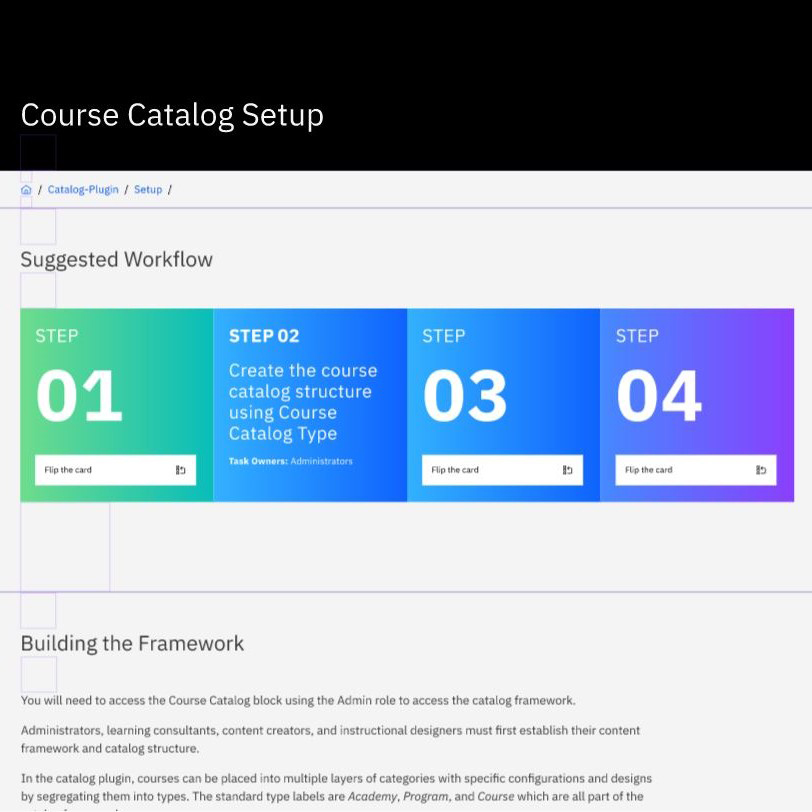 Course Catalog Setup
/ Catalog-Plugin / Setup /
Suggested Workflow
STEP
01
Flip the card
STEP 02
Create the course
catalog structure
using Course
Catalog Type
Task Owners: Administrators
STEP
03
Flip the card
STEP
04
Flip the card
Building the Framework
You will need to access the Course Catalog block using the Admin role to access the catalog framework.
Administrators, learning consultants, content creators, and instructional designers must first establish their content
framework and catalog structure.
In the catalog plugin, courses can be placed into multiple layers of categories with specific configurations and designs
by segregating them into types. The standard type labels are Academy, Program, and Course which are all part of the